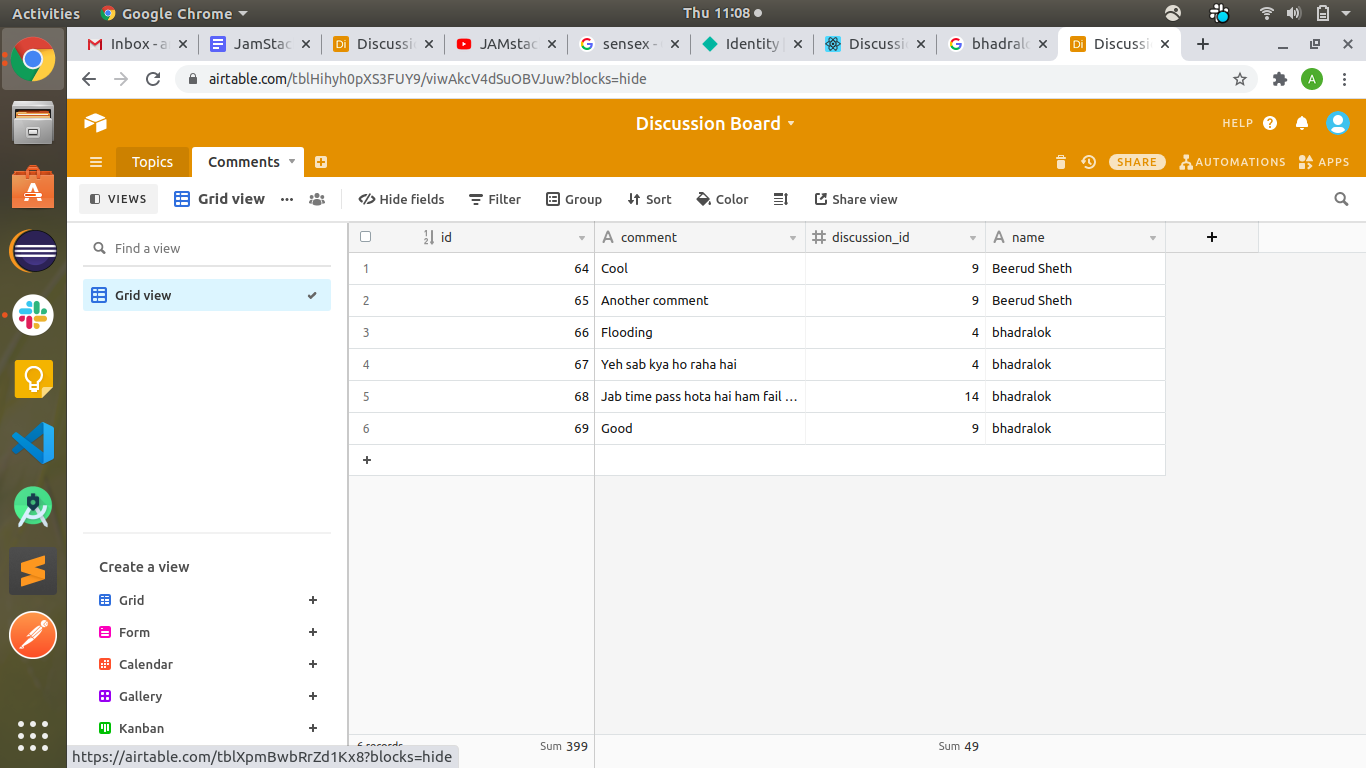 Activities Google Chrome Thu 11:08
Inbox - a JamStac Discussi JAMstac sensex - Identity | Discussi bhadralo Discussi
airtable.com/tblHihyh0pXS3FUY9/viwAkcV4dSuOBVJuw?blocks=hide A
Discussion Board HELP
Topics Comments SHARE AUTOMATIONS APPS
VIEWS Grid view Hide fields Filter Group Sort Color Share view
Find a view
Grid view
id comment discussion_id name
1 64 Cool 9 Beerud Sheth
2 65 Another comment 9 Beerud Sheth
3 66 Flooding 4 bhadralok
4 67 Yeh sab kya ho raha hai 4 bhadralok
5 68 Jab time pass hota hai ham fail … 14 bhadralok
6 69 Good 9 bhadralok
Create a view
Grid
Form
Calendar
Gallery
Kanban
6 records Sum 399 Sum 49
https://airtable.com/tblXpmBwbRrZd1Kx8?blocks=hide